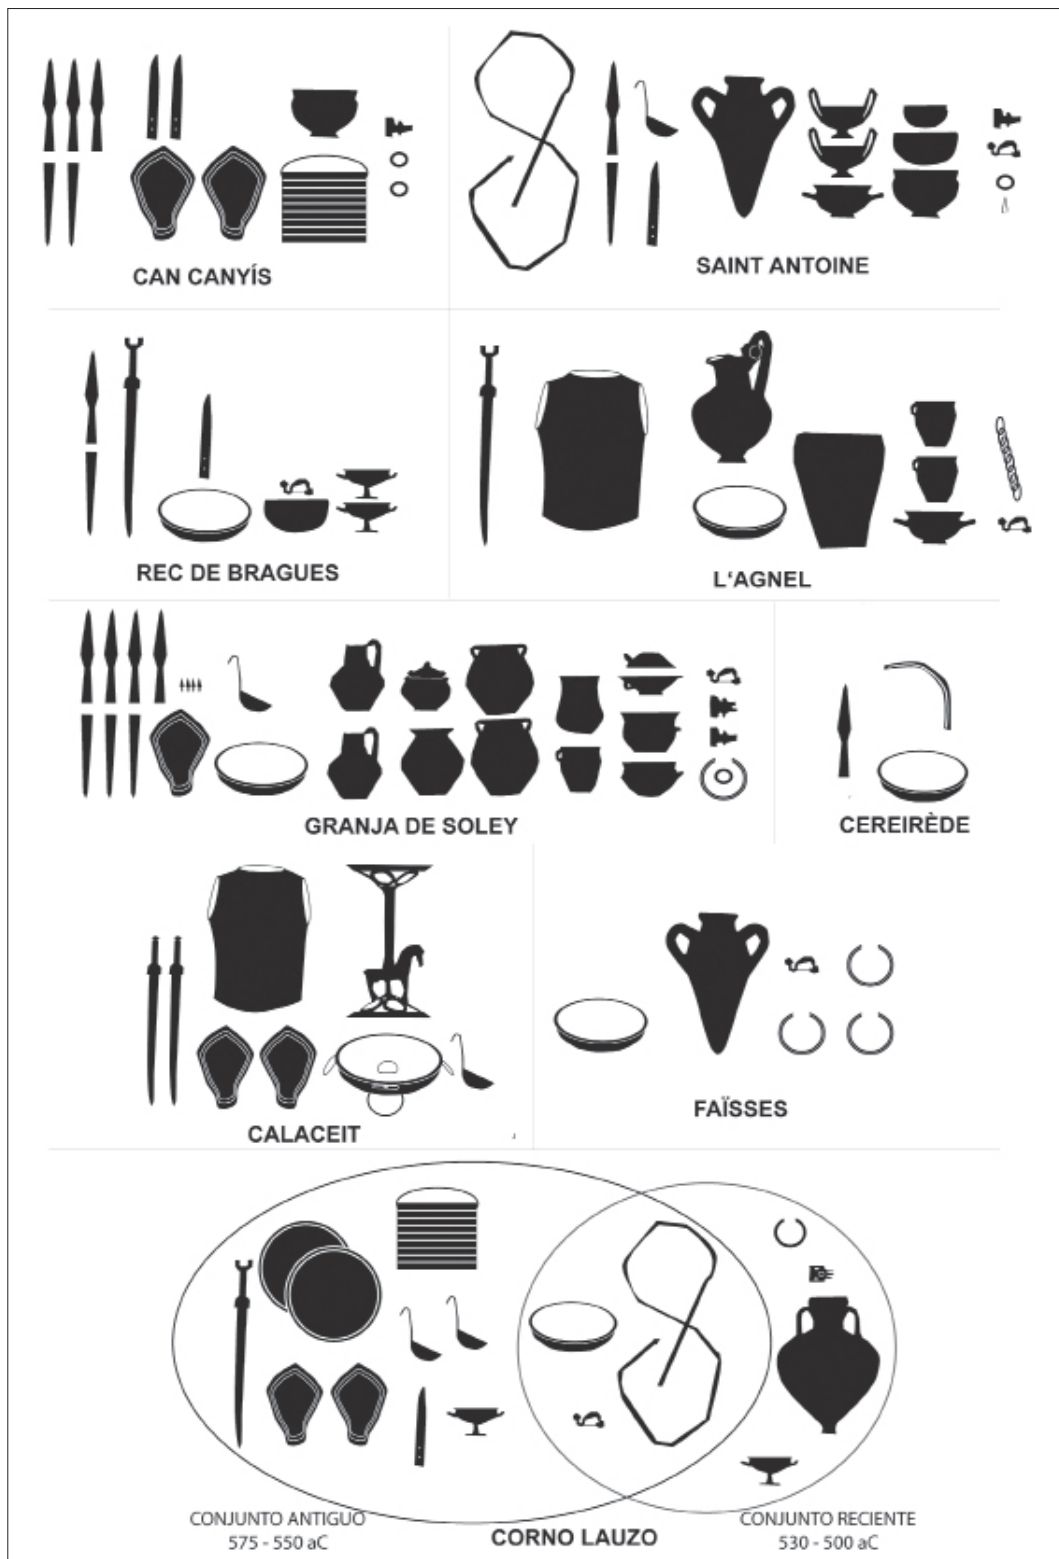 CAN CANYÍS
SAINT ANTOINE
REC DE BRAGUES
L'AGNEL
GRANJA DE SOLEY
CEREIRÈDE
CALACEIT
FAÏSSES
CONJUNTO ANTIGUO
575 - 550 aC
CORNO LAUZO
CONJUNTO RECIENTE
530 - 500 aC